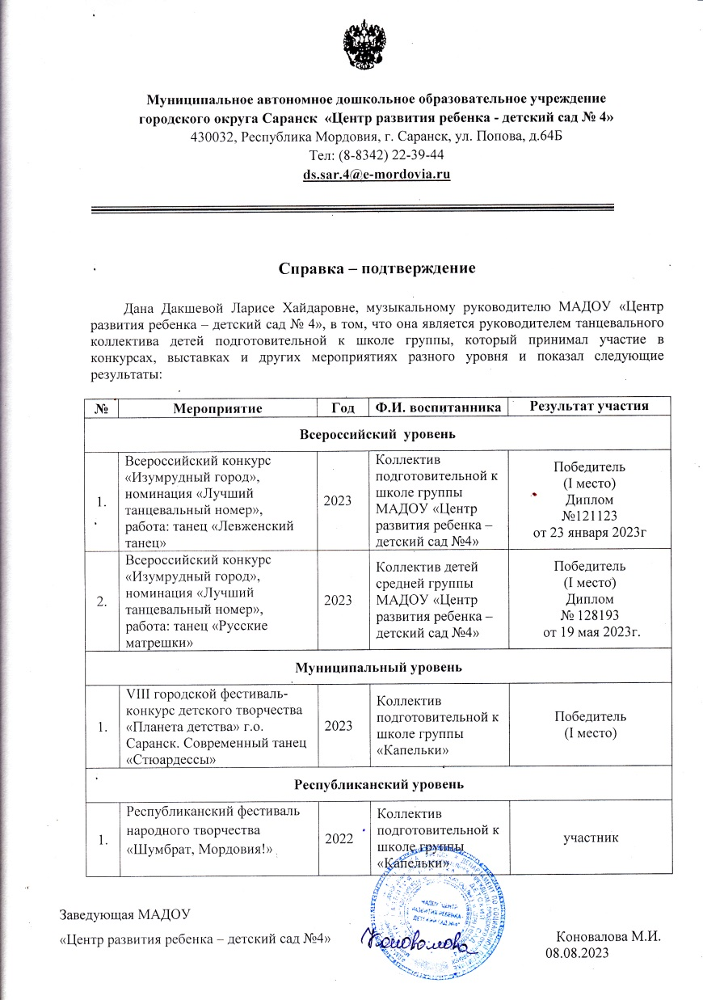 Муниципальное автономное дошкольное образовательное учреждение
городского округа Саранск «Центр развития ребенка - детский сад № 4»
430032, Республика Мордовия, г. Саранск, ул. Попова, д.64Б
Тел: (8-8342) 22-39-44
ds.sar.4@e-mordovia.ru
Справка – подтверждение
Дана Дакшевой Ларисе Хайдаровне, музыкальному руководителю МАДОУ «Центр
развития ребенка – детский сад № 4», в том, что она является руководителем танцевального
коллектива детей подготовительной к школе группы, который принимал участие в
конкурсах, выставках и других мероприятиях разного уровня и показал следующие
результаты:
№ Мероприятие Год Ф.И. воспитанника Результат участия
Всероссийский уровень
1.
Всероссийский конкурс
«Изумрудный город»,
номинация «Лучший
танцевальный номер»,
работа: танец «Левженский
танец»
2023
Коллектив
подготовительной к
школе группы
МАДОУ «Центр
развития ребенка –
детский сад №4»
Победитель
(I место)
Диплом
№121123
от 23 января 2023г
2.
Всероссийский конкурс
«Изумрудный город»,
номинация «Лучший
танцевальный номер»,
работа: танец «Русские
матрешки»
2023
Коллектив детей
средней группы
МАДОУ «Центр
развития ребенка –
детский сад №4»
Победитель
(I место)
Диплом
№ 128193
от 19 мая 2023г.
Муниципальный уровень
1.
VIII городской фестиваль-
конкурс детского творчества
«Планета детства» г.о.
Саранск. Современный танец
«Стюардессы»
2023
Коллектив
подготовительной к
школе группы
«Капельки»
Победитель
(I место)
Республиканский уровень
1.
Республиканский фестиваль
народного творчества
«Шумбрат, Мордовия!»
2022
Коллектив
подготовительной к
школе группы
«Капельки»
участник
МАДОУ "ЦЕНТР
РАЗВИТИЯ РЕБЕНКА-
ДЕТСКИЙ САД №4"
Заведующая МАДОУ
«Центр развития ребенка – детский сад №4»
Коновалова
Коновалова М.И.
08.08.2023